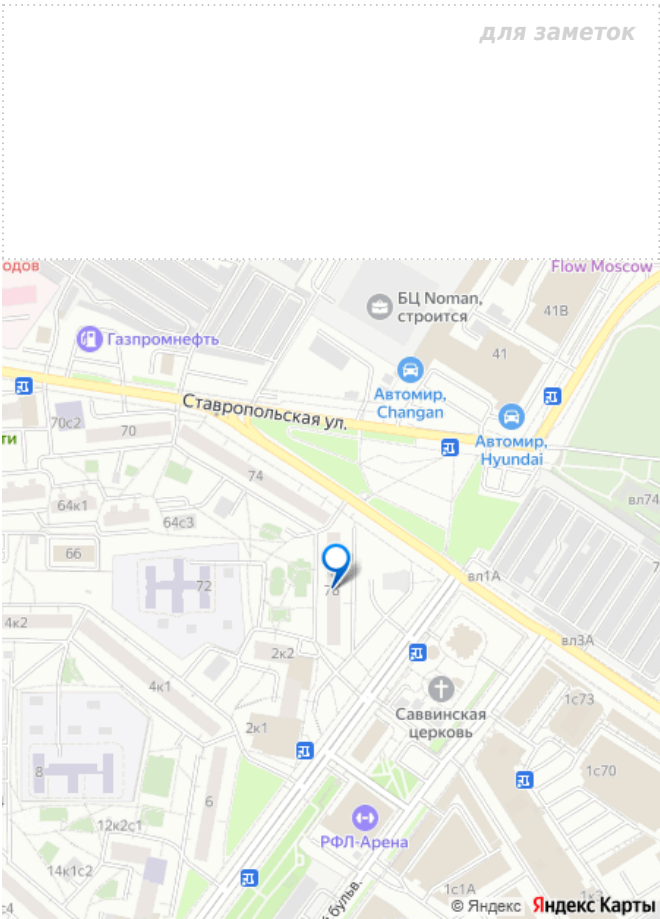 для заметок
одов
Flow Moscow
БЦ Noman,
строится
41В
Газпромнефть
41
Автомир,
Changan
Ставропольская ул.
70с2
70
ти
Автомир,
Hyundai
74
вл74
64к1
64с3
66
72
вл1А
4к2
вл3А
2к2
4к1
1с73
Саввинская
церковь
2к1
8
1с70
6
12к2с1
РФЛ-Арена
14к1с2
1с1А
к бульв.
© Яндекс Яндекс Карты